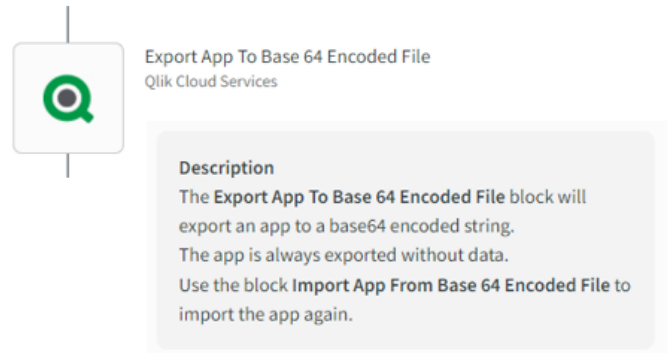 Export App To Base 64 Encoded File
Qlik Cloud Services
Description
The Export App To Base 64 Encoded File block will
export an app to a base64 encoded string.
The app is always exported without data.
Use the block Import App From Base 64 Encoded File to
import the app again.